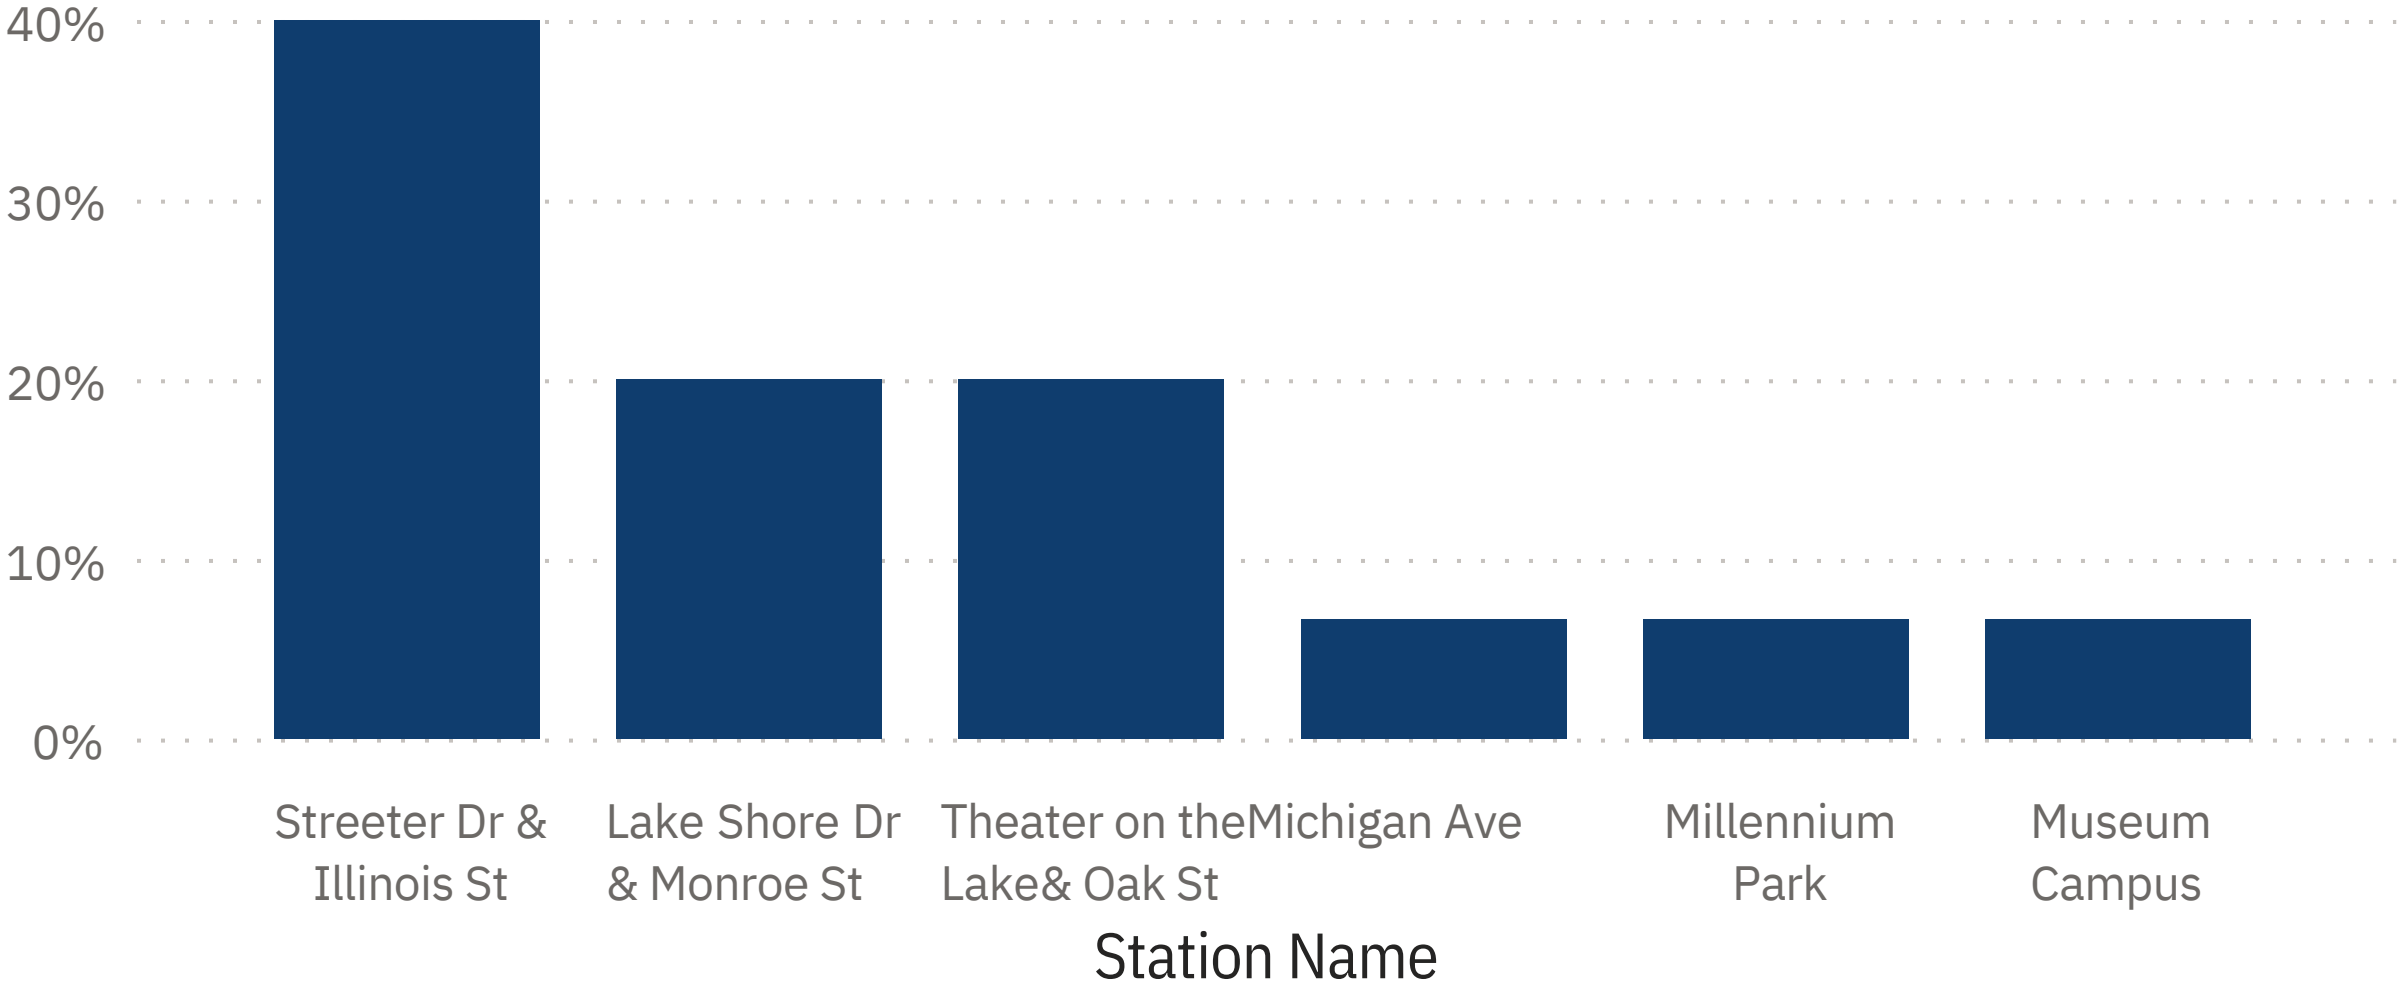 40%
30%
20%
10%
0%
Streeter Dr &
Illinois St
Lake Shore Dr
& Monroe St
Theater on theMichigan Ave
Lake& Oak St
Millennium
Park
Museum
Campus
Station Name